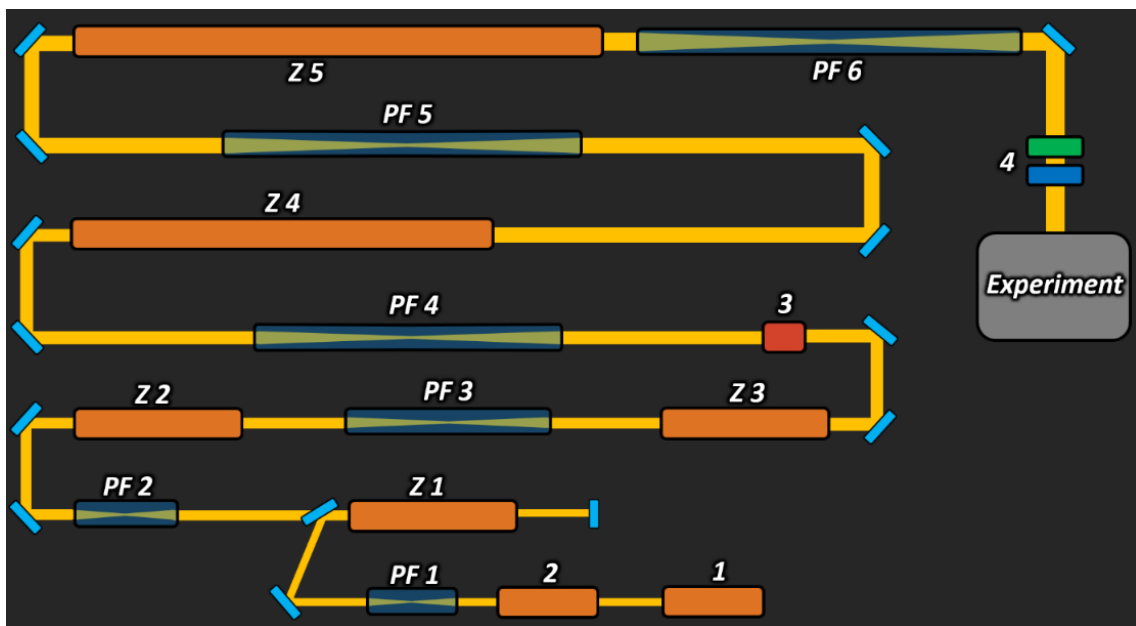 Z 5
PF 6
PF 5
4
Z 4
Experiment
PF 4
3
Z 2
PF 3
Z 3
PF 2
Z 1
PF 1
2
1